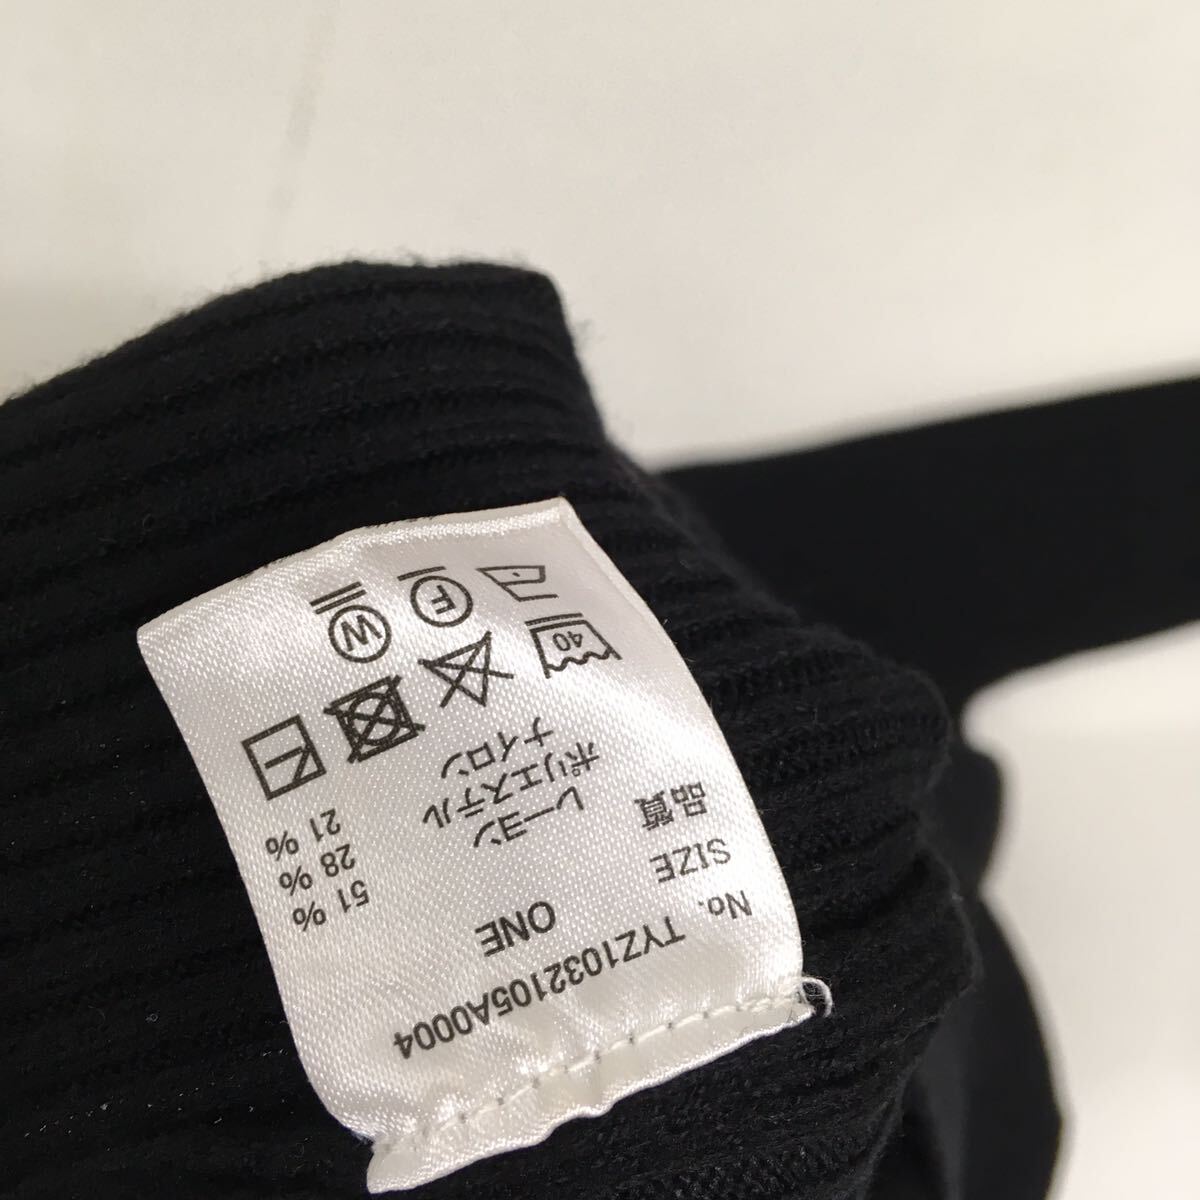 No. TYZ1032105A0004
SIZE ONE
品質
レーヨン 51 %
ポリエステル 28 %
ナイロン 21 %
40
F
W